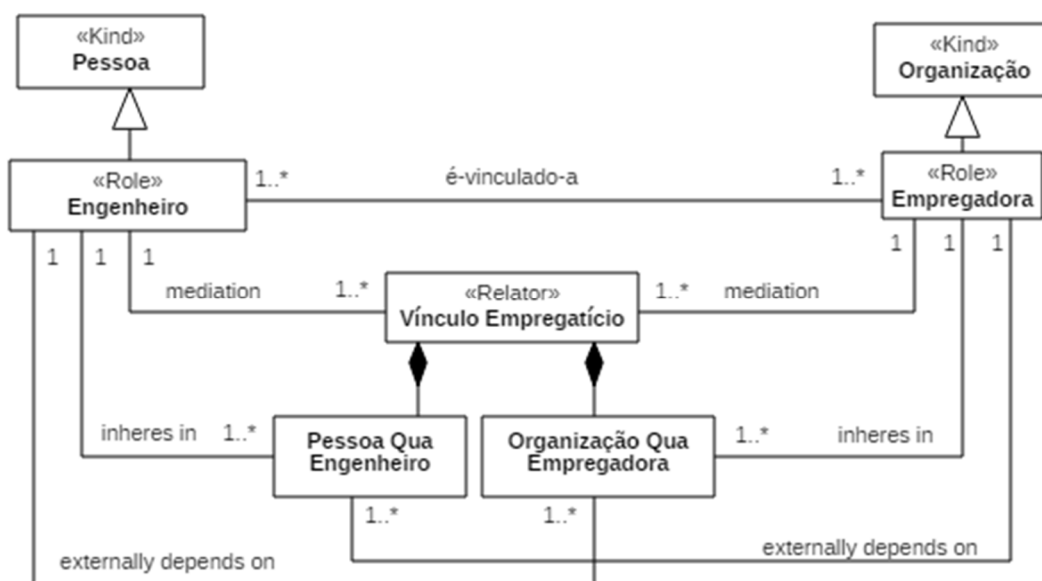 «Kind»
Pessoa
«Kind»
Organização
«Role»
Engenheiro
1..*
é-vinculado-a
1..*
«Role»
Empregadora
1
1
1
1
1
1
mediation
1..*
«Relator»
Vínculo Empregatício
1..*
mediation
inheres in
1..*
Pessoa Qua
Engenheiro
Organização Qua
Empregadora
1..*
inheres in
1..*
1..*
externally depends on
externally depends on